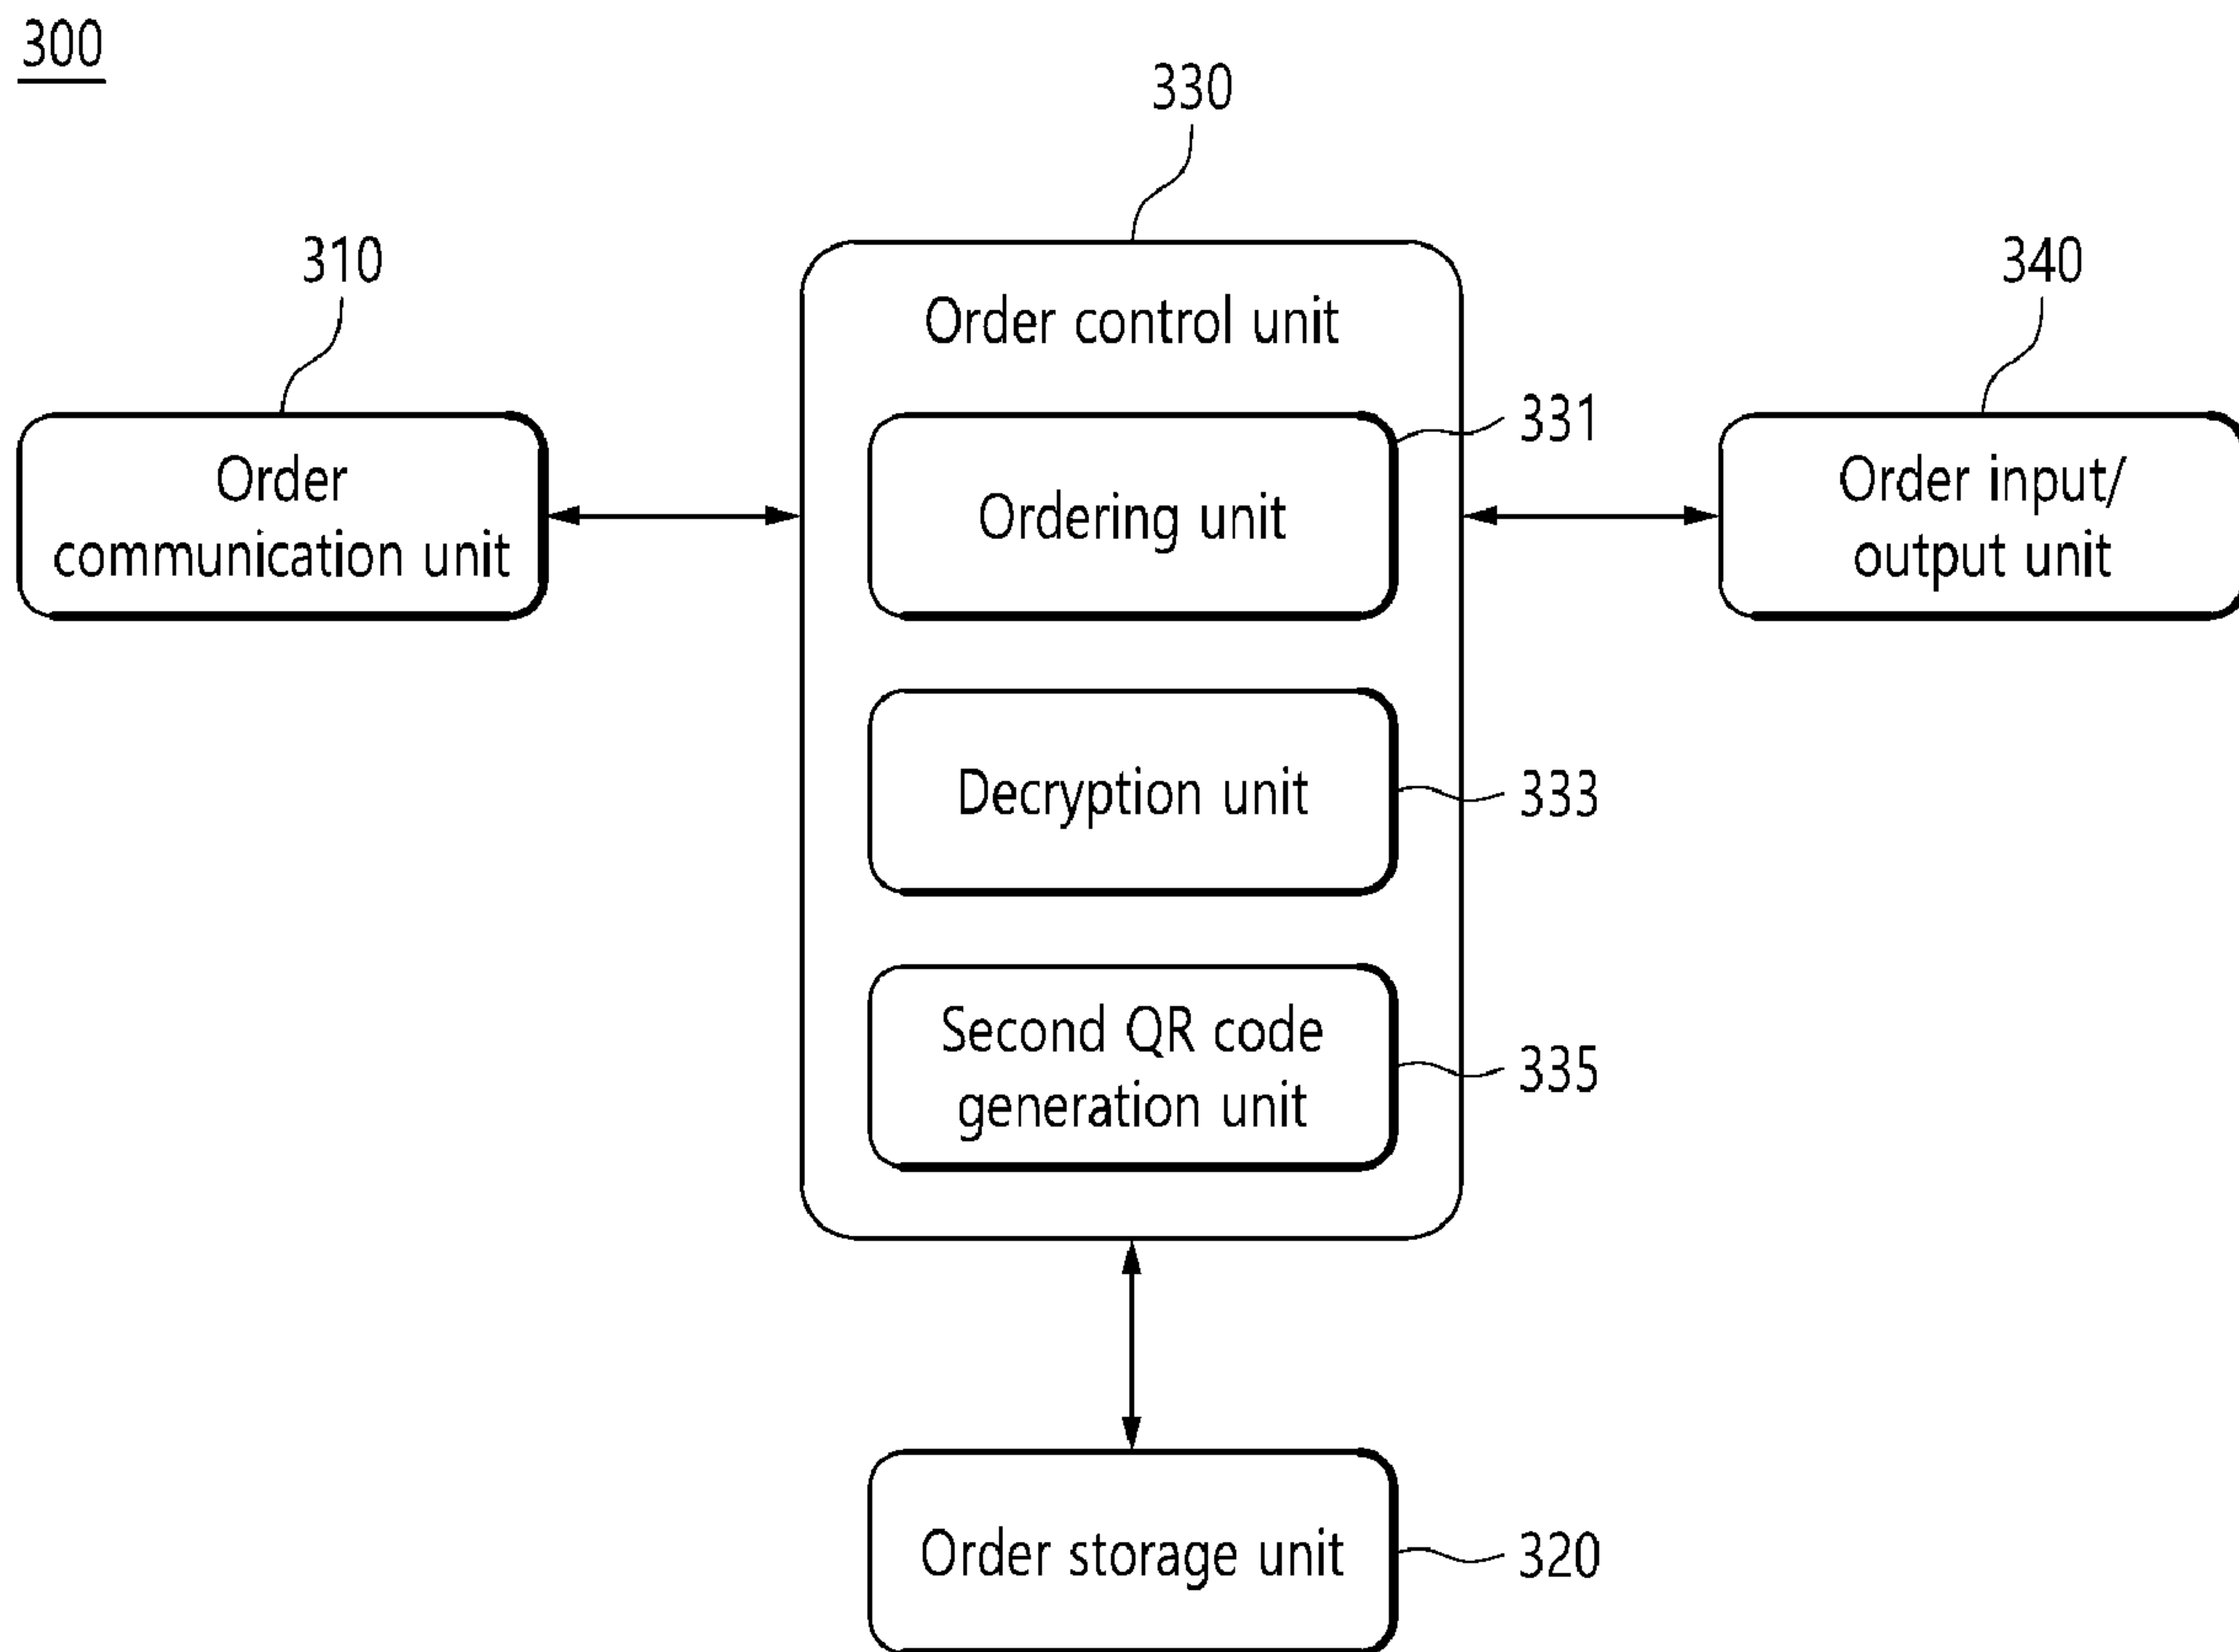 300
330
310
340
Order control unit
331
Order
communication unit
Ordering unit
Order input/
output unit
Decryption unit
333
Second QR code
generation unit
335
Order storage unit
320